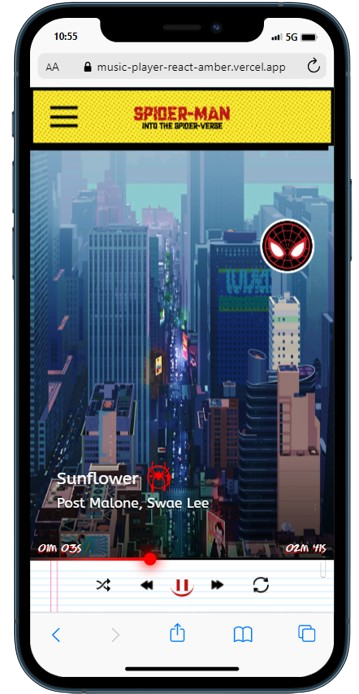 10:55
5G
AA music-player-react-amber.vercel.app
SPIDER-MAN
INTO THE SPIDER-VERSE
Sunflower
Post Malone, Swae Lee
01M 03S 02M 41S